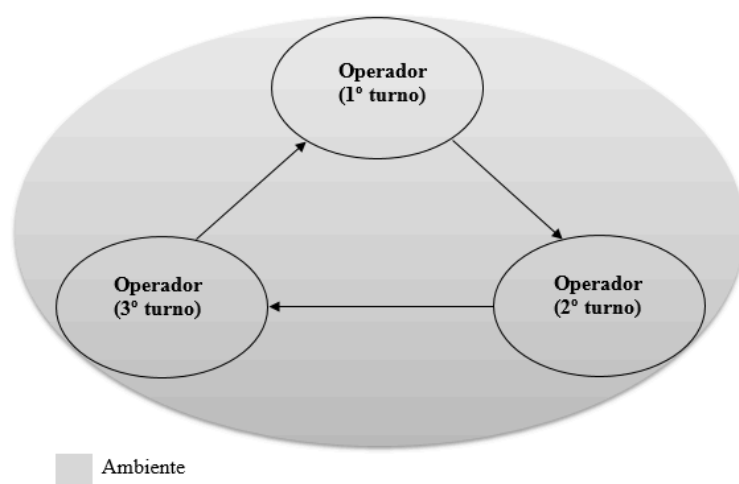 Operador
(1º turno)
Operador
(3º turno)
Operador
(2º turno)
Ambiente